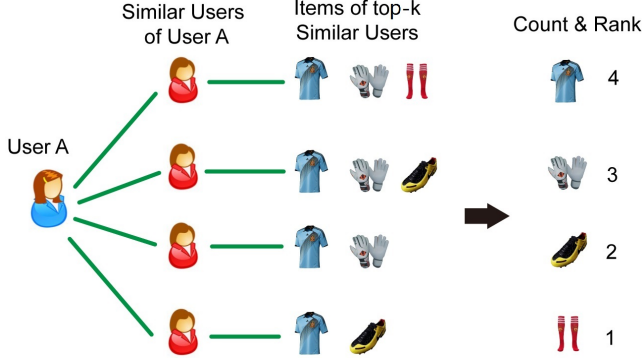 Similar Users
of User A
Items of top-k
Similar Users
Count & Rank
User A
4
3
2
1